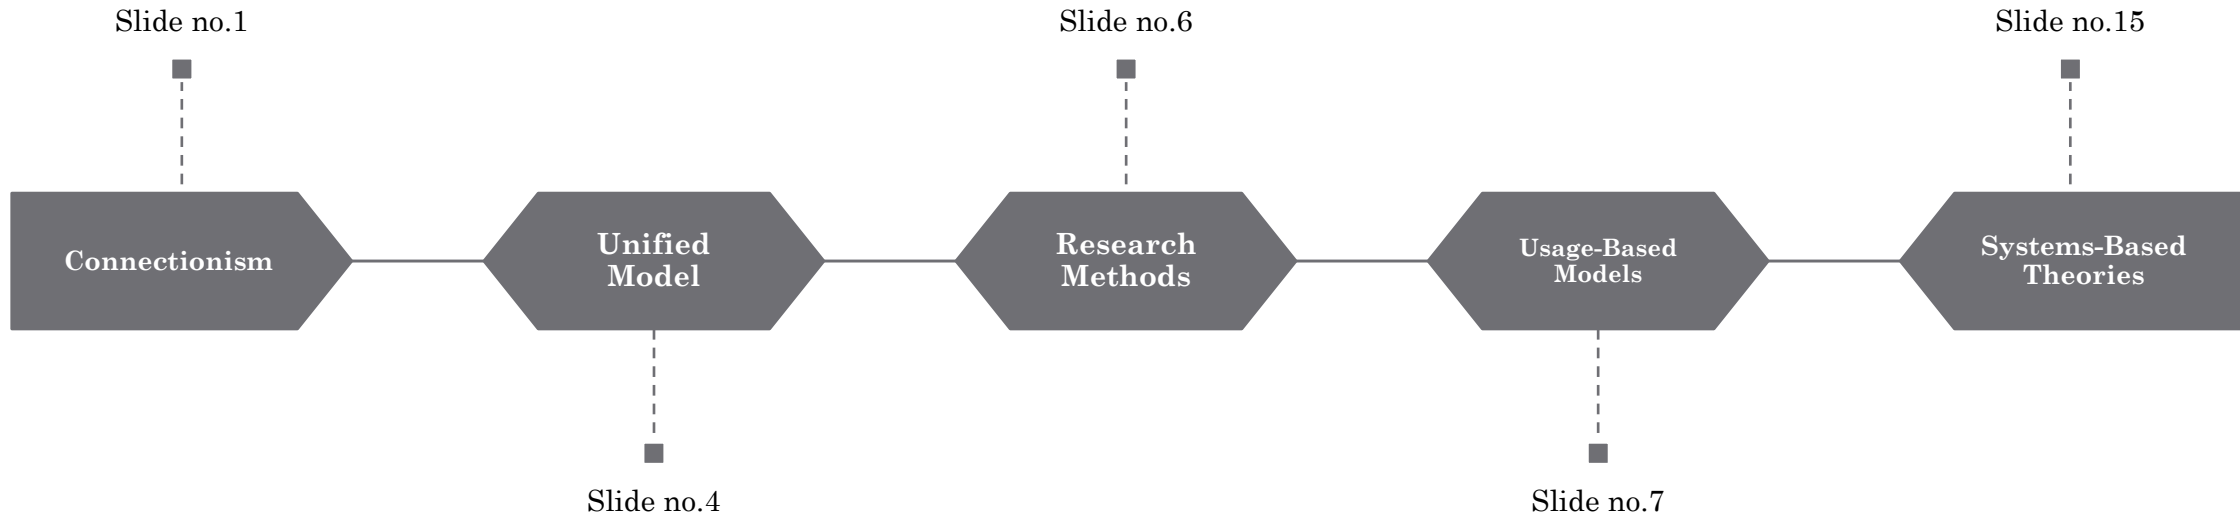 Slide no.1
Slide no.6
Slide no.15
Connectionism
Unified
Model
Research
Methods
Usage-Based
Models
Systems-Based
Theories
Slide no.4
Slide no.7